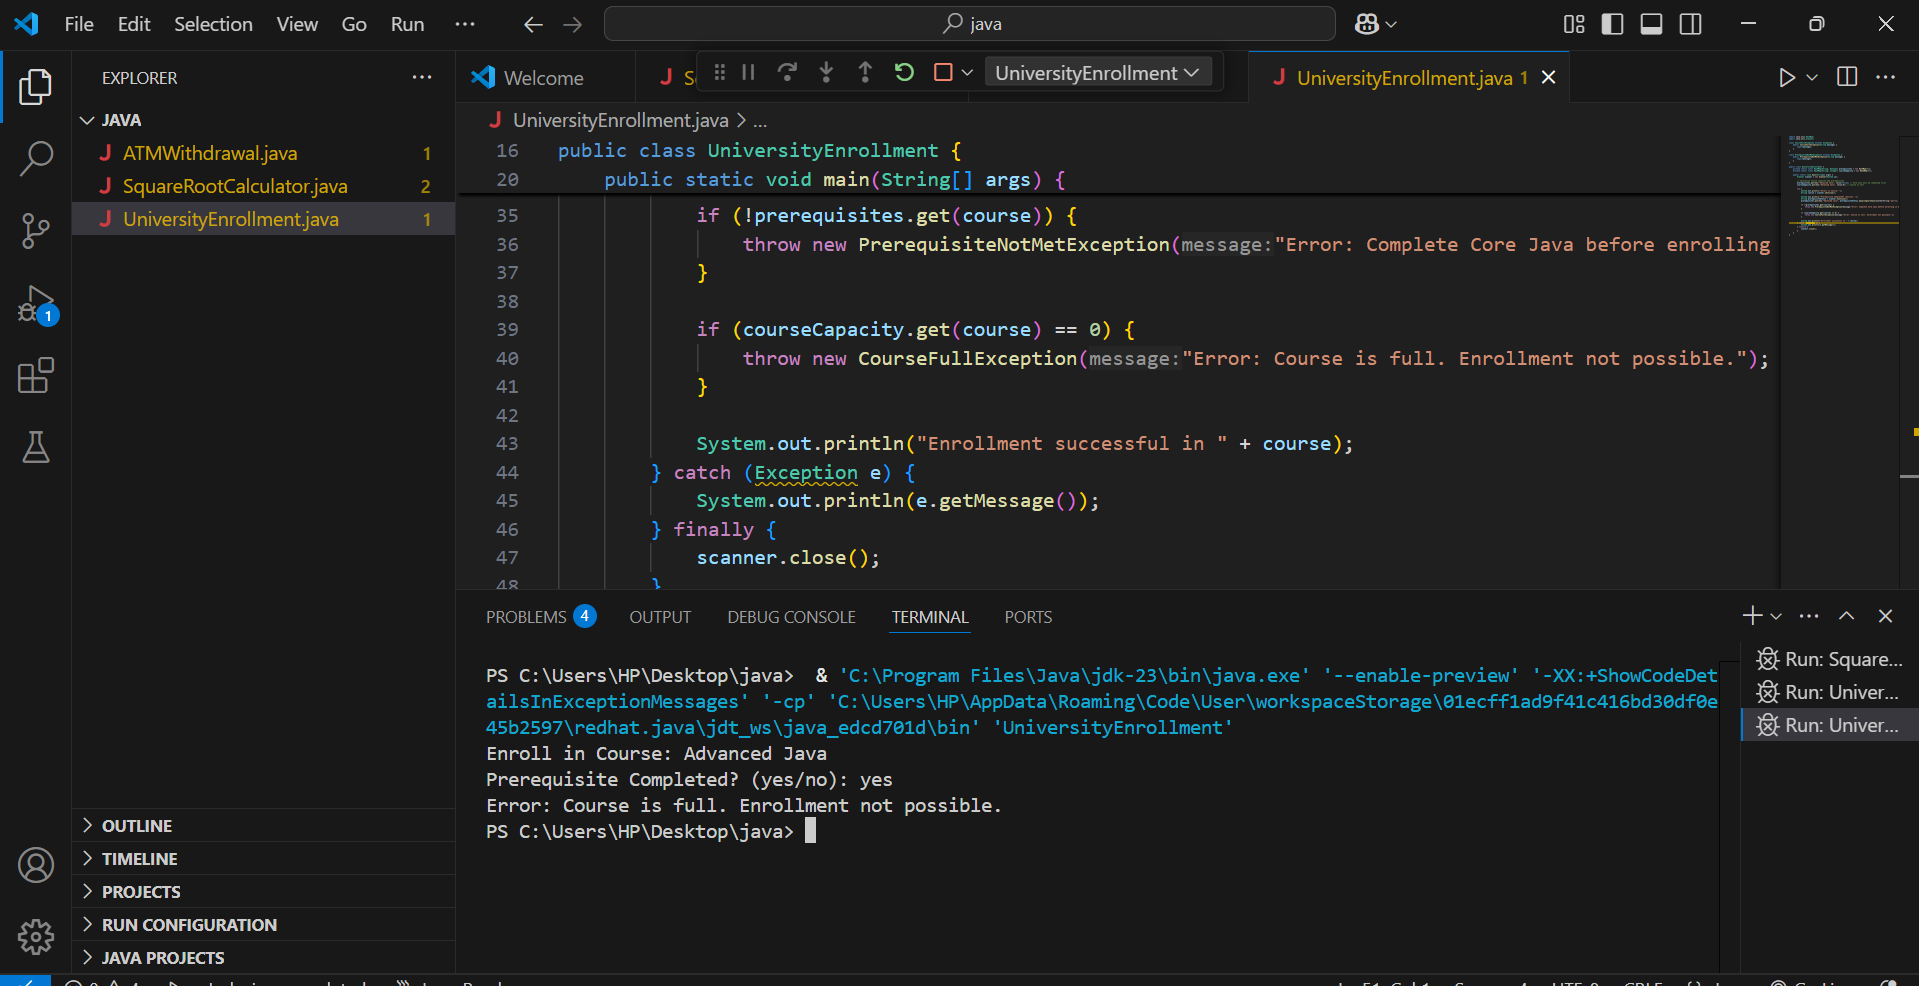 File Edit Selection View Go Run ...
java
EXPLORER ...
JAVA
ATMWithdrawal.java 1
SquareRootCalculator.java 2
UniversityEnrollment.java 1
1
OUTLINE
TIMELINE
PROJECTS
RUN CONFIGURATION
JAVA PROJECTS
Welcome
UniversityEnrollment
UniversityEnrollment.java 1
UniversityEnrollment.java > ...
16 public class UniversityEnrollment {
20 public static void main(String[] args) {
35 if (!prerequisites.get(course)) {
36 throw new PrerequisiteNotMetException(message:"Error: Complete Core Java before enrolling
37 }
38
39 if (courseCapacity.get(course) == 0) {
40 throw new CourseFullException(message:"Error: Course is full. Enrollment not possible.");
41 }
42
43 System.out.println("Enrollment successful in " + course);
44 } catch (Exception e) {
45 System.out.println(e.getMessage());
46 } finally {
47 scanner.close();
48 }
PROBLEMS 4 OUTPUT DEBUG CONSOLE TERMINAL PORTS
PS C:\Users\HP\Desktop\java>  & 'C:\Program Files\Java\jdk-23\bin\java.exe' '--enable-preview' '-XX:+ShowCodeDet
ailsInExceptionMessages' '-cp' 'C:\Users\HP\AppData\Roaming\Code\User\workspaceStorage\01ecff1ad9f41c416bd30df0e
45b2597\redhat.java\jdt_ws\java_edcd701d\bin' 'UniversityEnrollment'
Enroll in Course: Advanced Java
Prerequisite Completed? (yes/no): yes
Error: Course is full. Enrollment not possible.
PS C:\Users\HP\Desktop\java>
Run: Square...
Run: Univer...
Run: Univer...